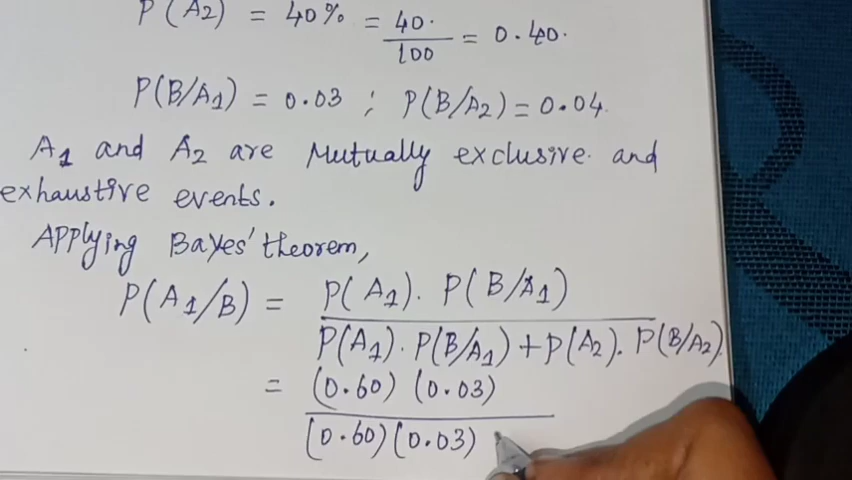 P(A2) = 40% = 40/100 = 0.40.
P(B/A1) = 0.03 ; P(B/A2) = 0.04.
A1 and A2 are Mutually exclusive and
exhaustive events.
Applying Bayes' theorem,
P(A1/B) = P(A1). P(B/A1)
P(A1). P(B/A1) + P(A2). P(B/A2).
= (0.60) (0.03)
(0.60)(0.03)